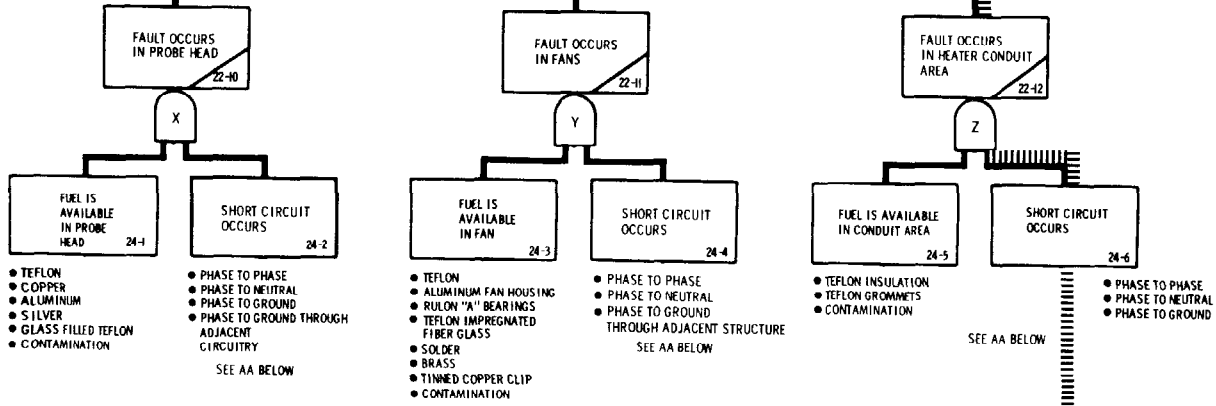 FAULT OCCURS
IN PROBE HEAD
22-10
X
FUEL IS
AVAILABLE
IN PROBE
HEAD
24-1
SHORT CIRCUIT
OCCURS
24-2
● TEFLON
● COPPER
● ALUMINUM
● SILVER
● GLASS FILLED TEFLON
● CONTAMINATION
● PHASE TO PHASE
● PHASE TO NEUTRAL
● PHASE TO GROUND
● PHASE TO GROUND THROUGH
ADJACENT
CIRCUITRY
SEE AA BELOW
FAULT OCCURS
IN FANS
22-11
Y
FUEL IS
AVAILABLE
IN FAN
24-3
SHORT CIRCUIT
OCCURS
24-4
● TEFLON
● ALUMINUM FAN HOUSING
● RULON "A" BEARINGS
● TEFLON IMPREGNATED
FIBER GLASS
● SOLDER
● BRASS
● TINNED COPPER CLIP
● CONTAMINATION
● PHASE TO PHASE
● PHASE TO NEUTRAL
● PHASE TO GROUND
THROUGH ADJACENT STRUCTURE
SEE AA BELOW
FAULT OCCURS
IN HEATER CONDUIT
AREA
22-12
Z
FUEL IS AVAILABLE
IN CONDUIT AREA
24-5
SHORT CIRCUIT
OCCURS
24-6
● TEFLON INSULATION
● TEFLON GROMMETS
● CONTAMINATION
SEE AA BELOW
● PHASE TO PHASE
● PHASE TO NEUTRAL
● PHASE TO GROUND